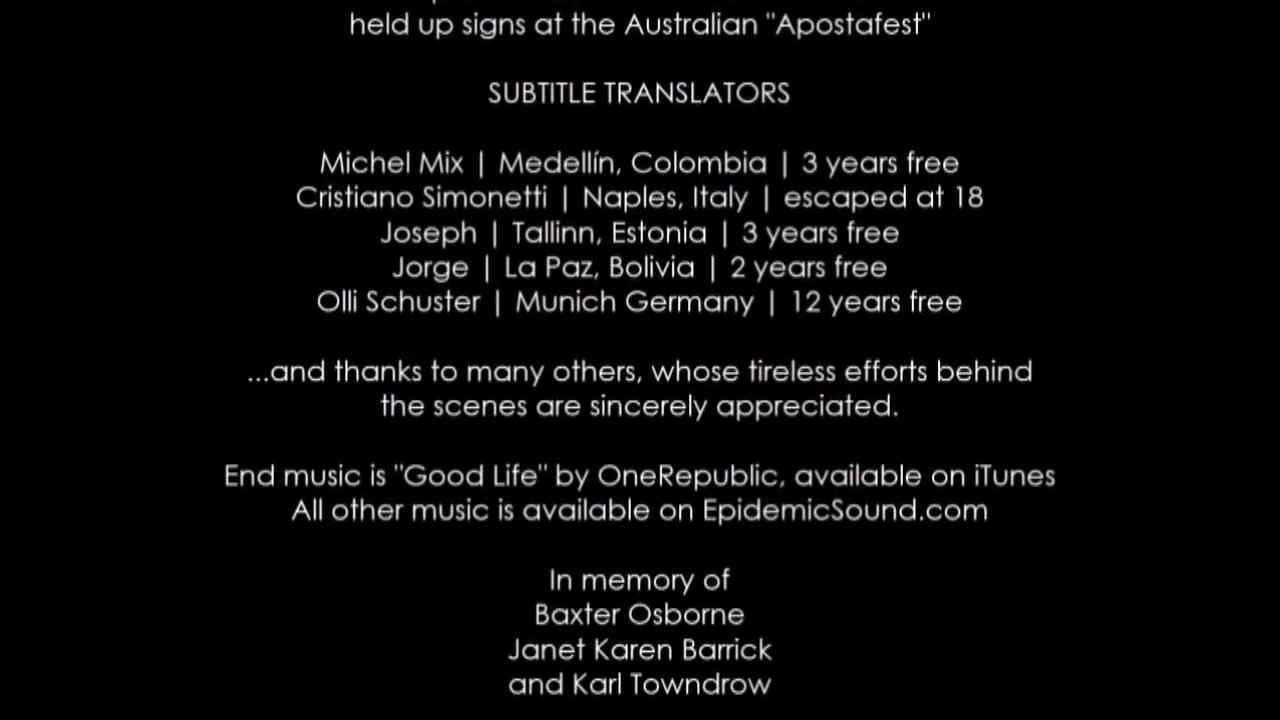 held up signs at the Australian "Apostafest"
SUBTITLE TRANSLATORS
Michel Mix | Medellín, Colombia | 3 years free
Cristiano Simonetti | Naples, Italy | escaped at 18
Joseph | Tallinn, Estonia | 3 years free
Jorge | La Paz, Bolivia | 2 years free
Olli Schuster | Munich Germany | 12 years free
...and thanks to many others, whose tireless efforts behind
the scenes are sincerely appreciated.
End music is "Good Life" by OneRepublic, available on iTunes
All other music is available on EpidemicSound.com
In memory of
Baxter Osborne
Janet Karen Barrick
and Karl Towndrow